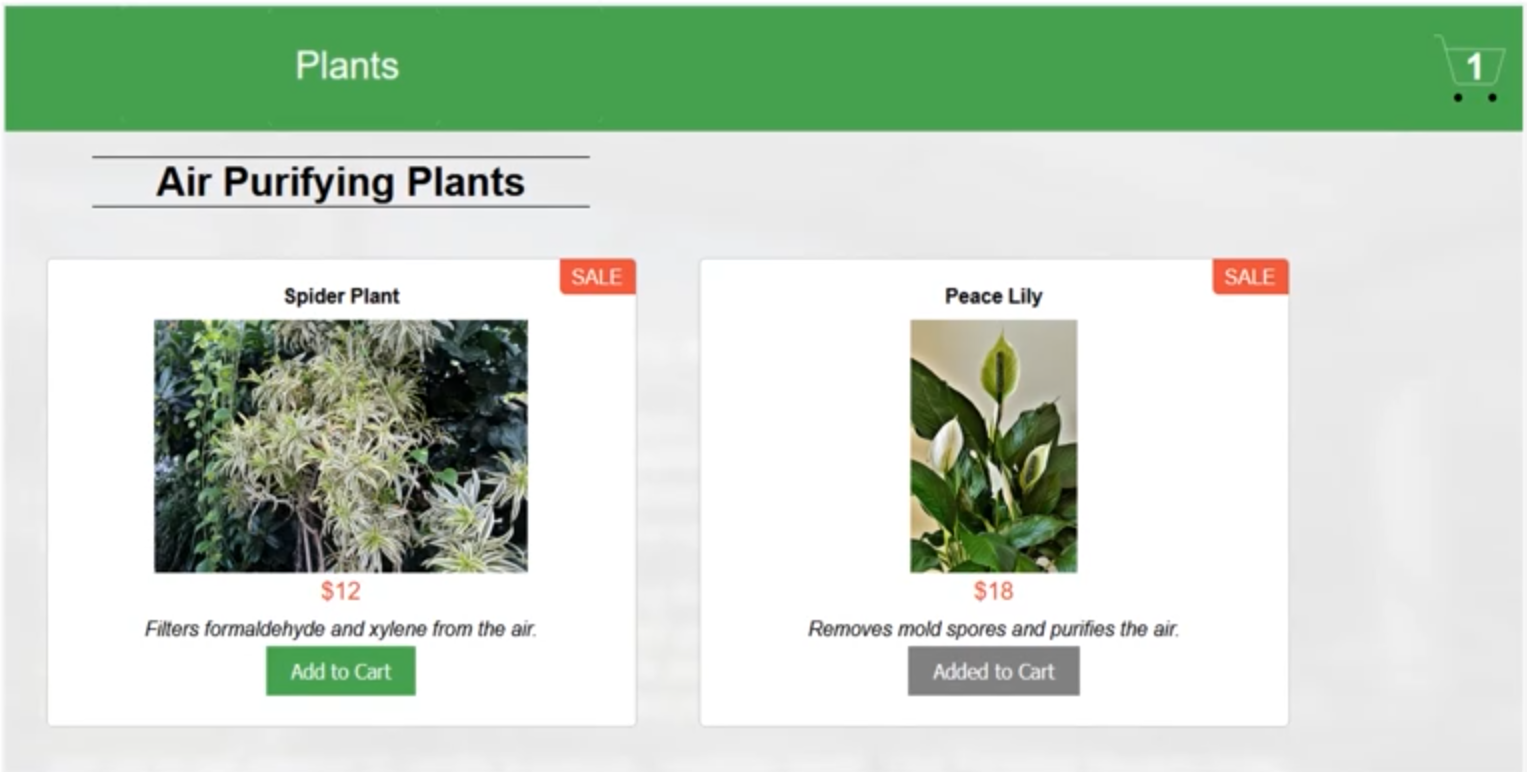 Plants
1
Air Purifying Plants
SALE
Spider Plant
$12
Filters formaldehyde and xylene from the air.
Add to Cart
SALE
Peace Lily
$18
Removes mold spores and purifies the air.
Added to Cart